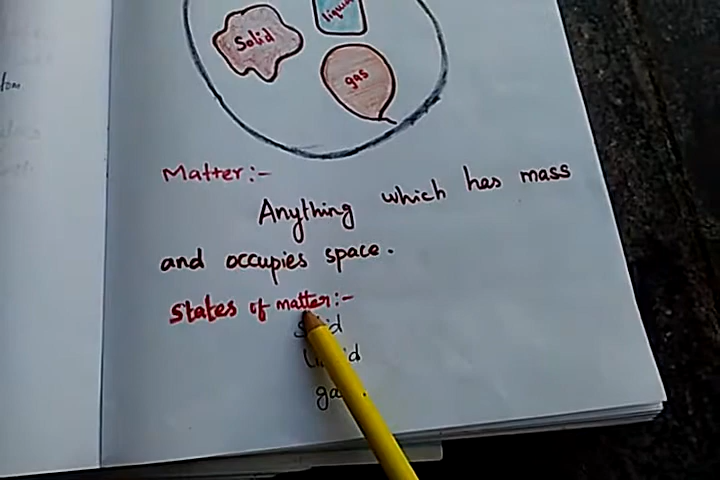 liquid
Solid
gas
Matter:-
Anything which has mass
and occupies space.
States of matter:-